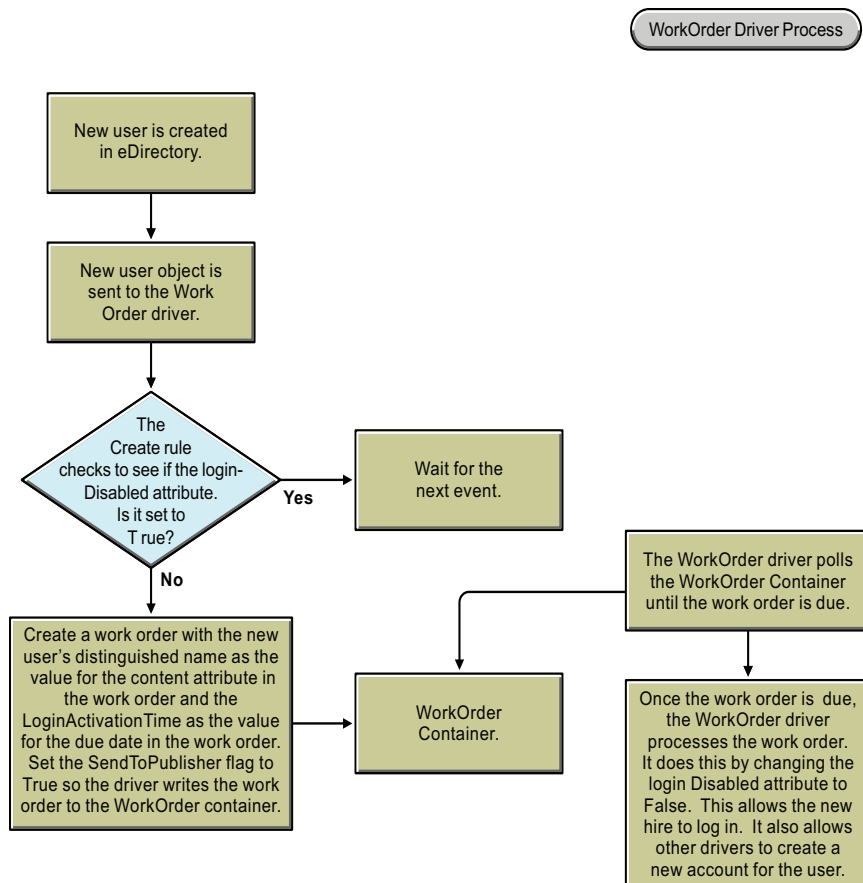 WorkOrder Driver Process
New user is created
in eDirectory.
New user object is
sent to the Work
Order driver.
The
Create rule
checks to see if the login-
Disabled attribute.
Is it set to
T rue?
Yes
No
Wait for the
next event.
Create a work order with the new
user's distinguished name as the
value for the content attribute in
the work order and the
LoginActivationTime as the value
for the due date in the work order.
Set the SendToPublisher flag to
True so the driver writes the work
order to the WorkOrder container.
WorkOrder
Container.
The WorkOrder driver polls
the WorkOrder Container
until the work order is due.
Once the work order is due,
the WorkOrder driver
processes the work order.
It does this by changing the
login Disabled attribute to
False. This allows the new
hire to log in. It also allows
other drivers to create a
new account for the user.